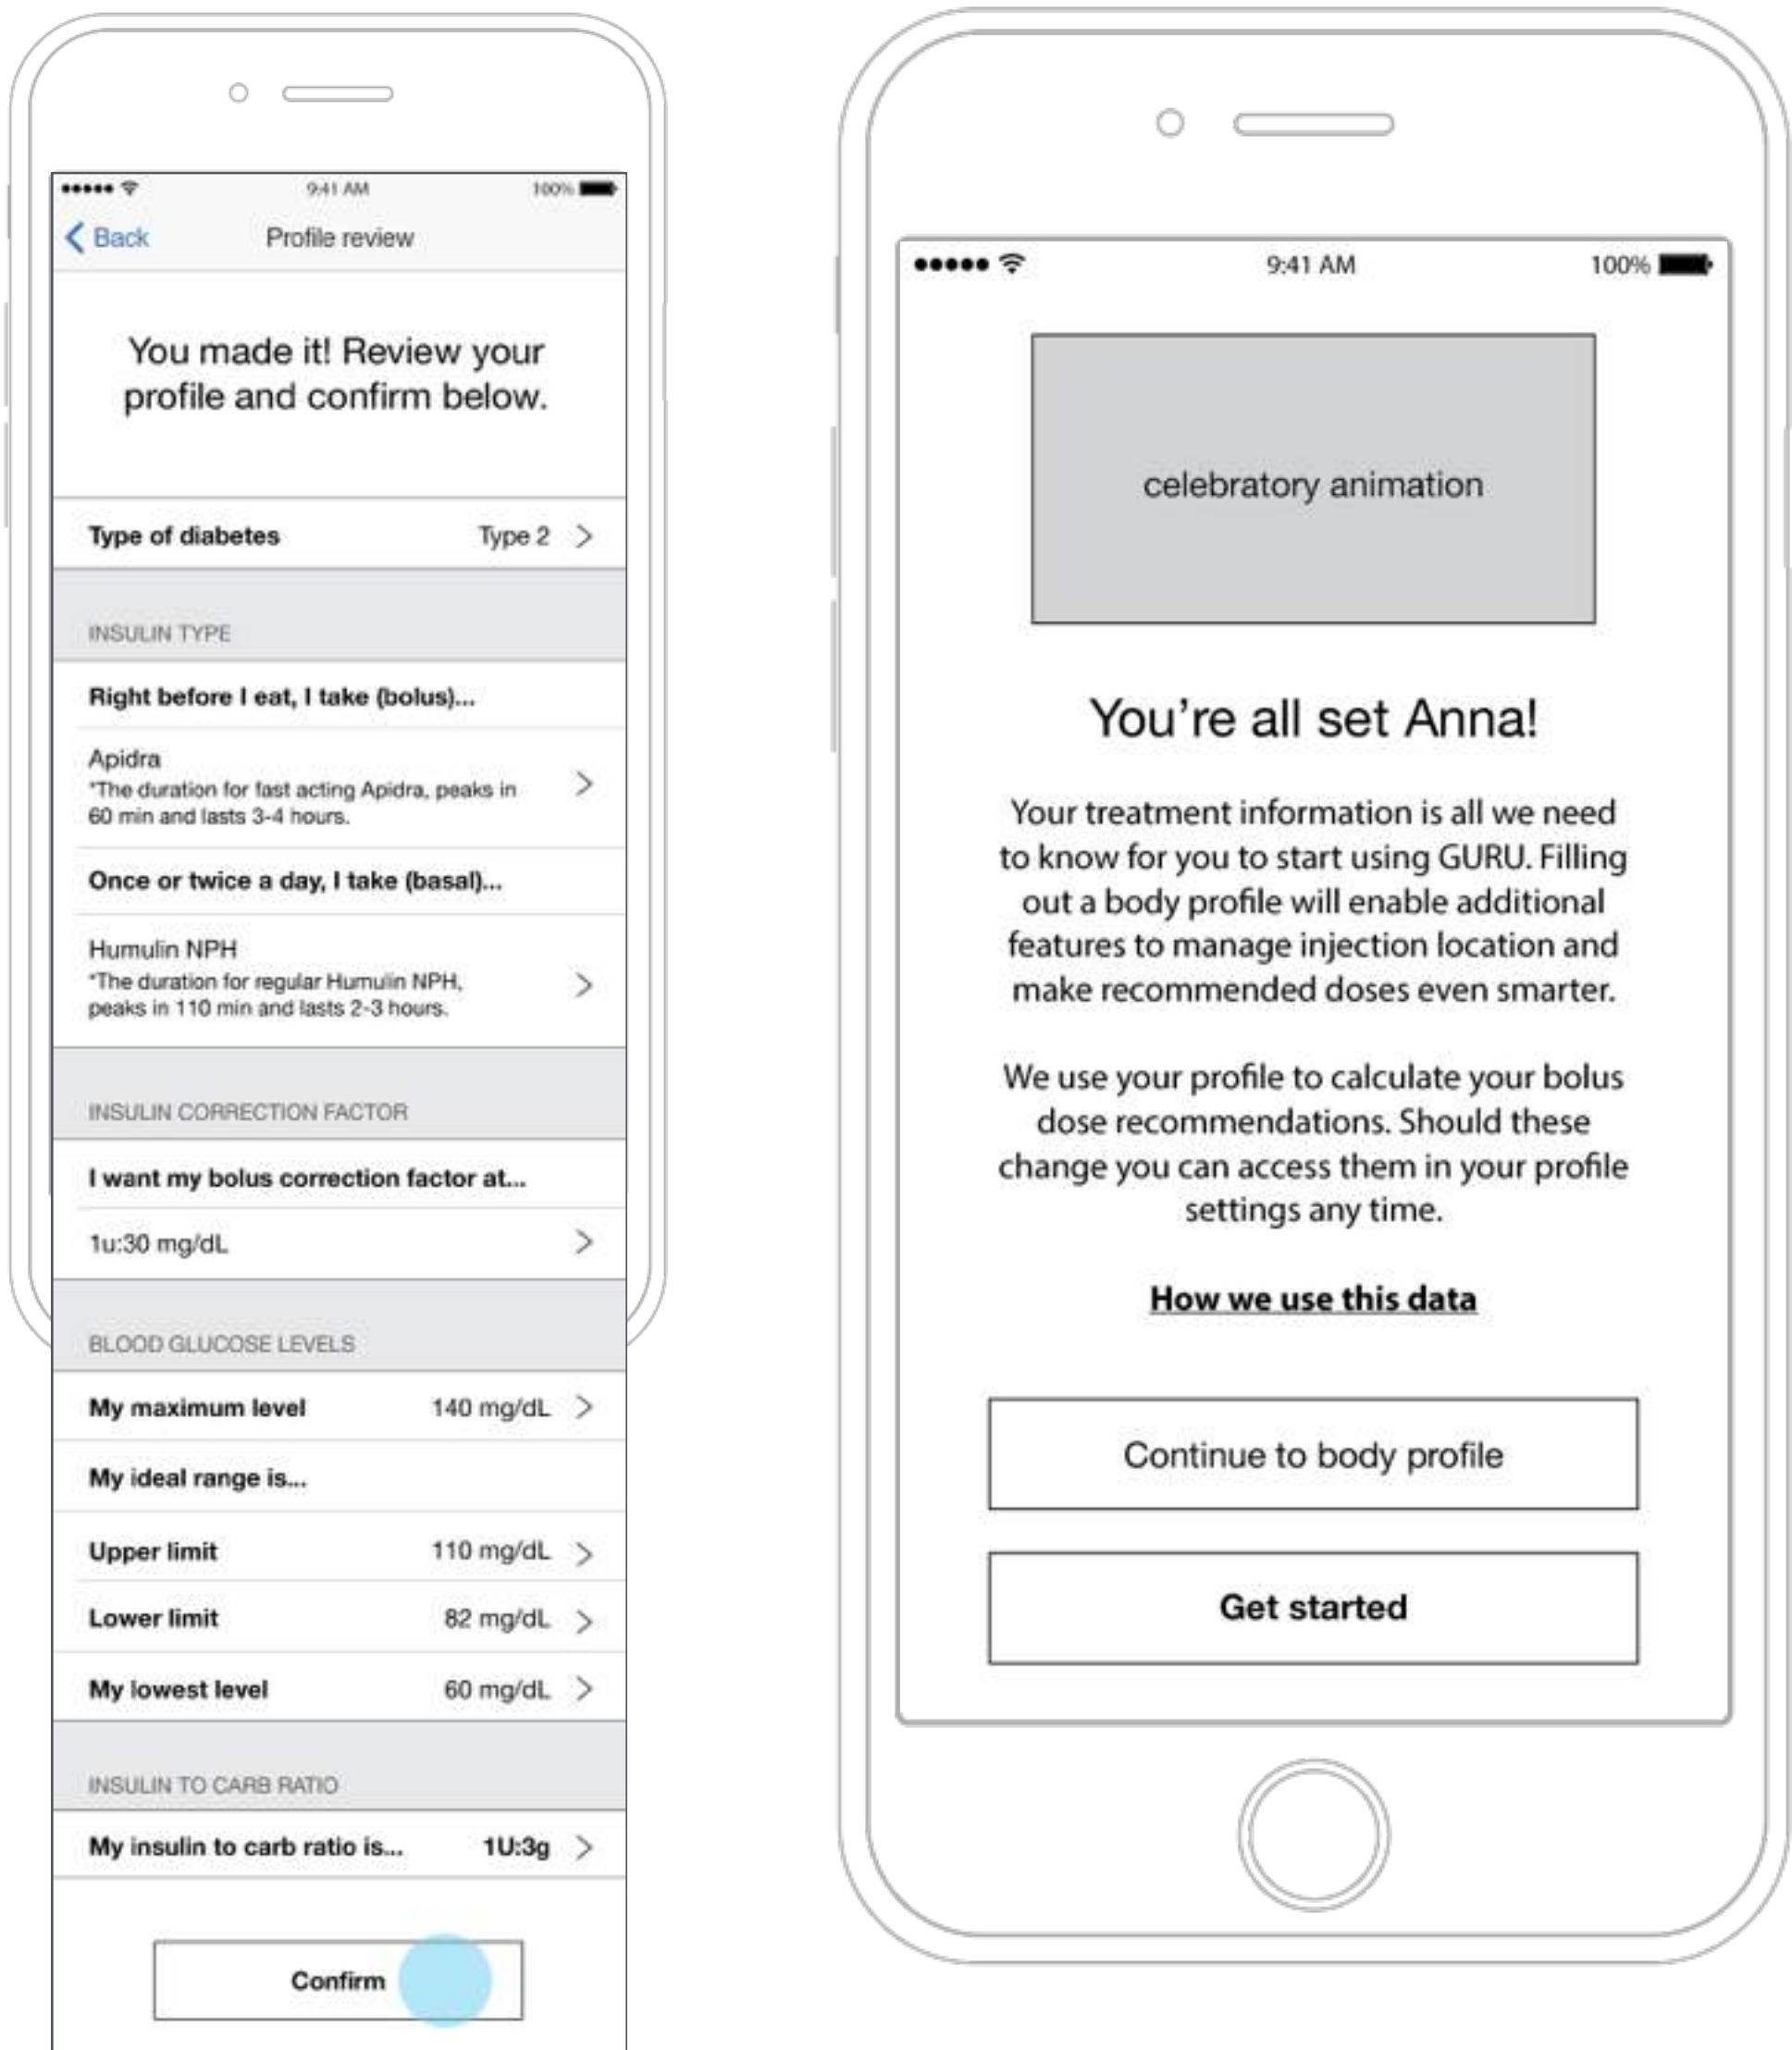 9:41 AM 100%
Back Profile review
You made it! Review your
profile and confirm below.
Type of diabetes Type 2
INSULIN TYPE
Right before I eat, I take (bolus)...
Apidra
*The duration for fast acting Apidra, peaks in
60 min and lasts 3-4 hours.
Once or twice a day, I take (basal)...
Humulin NPH
*The duration for regular Humulin NPH,
peaks in 110 min and lasts 2-3 hours.
INSULIN CORRECTION FACTOR
I want my bolus correction factor at...
1u:30 mg/dL
BLOOD GLUCOSE LEVELS
My maximum level 140 mg/dL
My ideal range is...
Upper limit 110 mg/dL
Lower limit 82 mg/dL
My lowest level 60 mg/dL
INSULIN TO CARB RATIO
My insulin to carb ratio is... 1U:3g
Confirm
9:41 AM 100%
celebratory animation
You're all set Anna!
Your treatment information is all we need
to know for you to start using GURU. Filling
out a body profile will enable additional
features to manage injection location and
make recommended doses even smarter.
We use your profile to calculate your bolus
dose recommendations. Should these
change you can access them in your profile
settings any time.
How we use this data
Continue to body profile
Get started